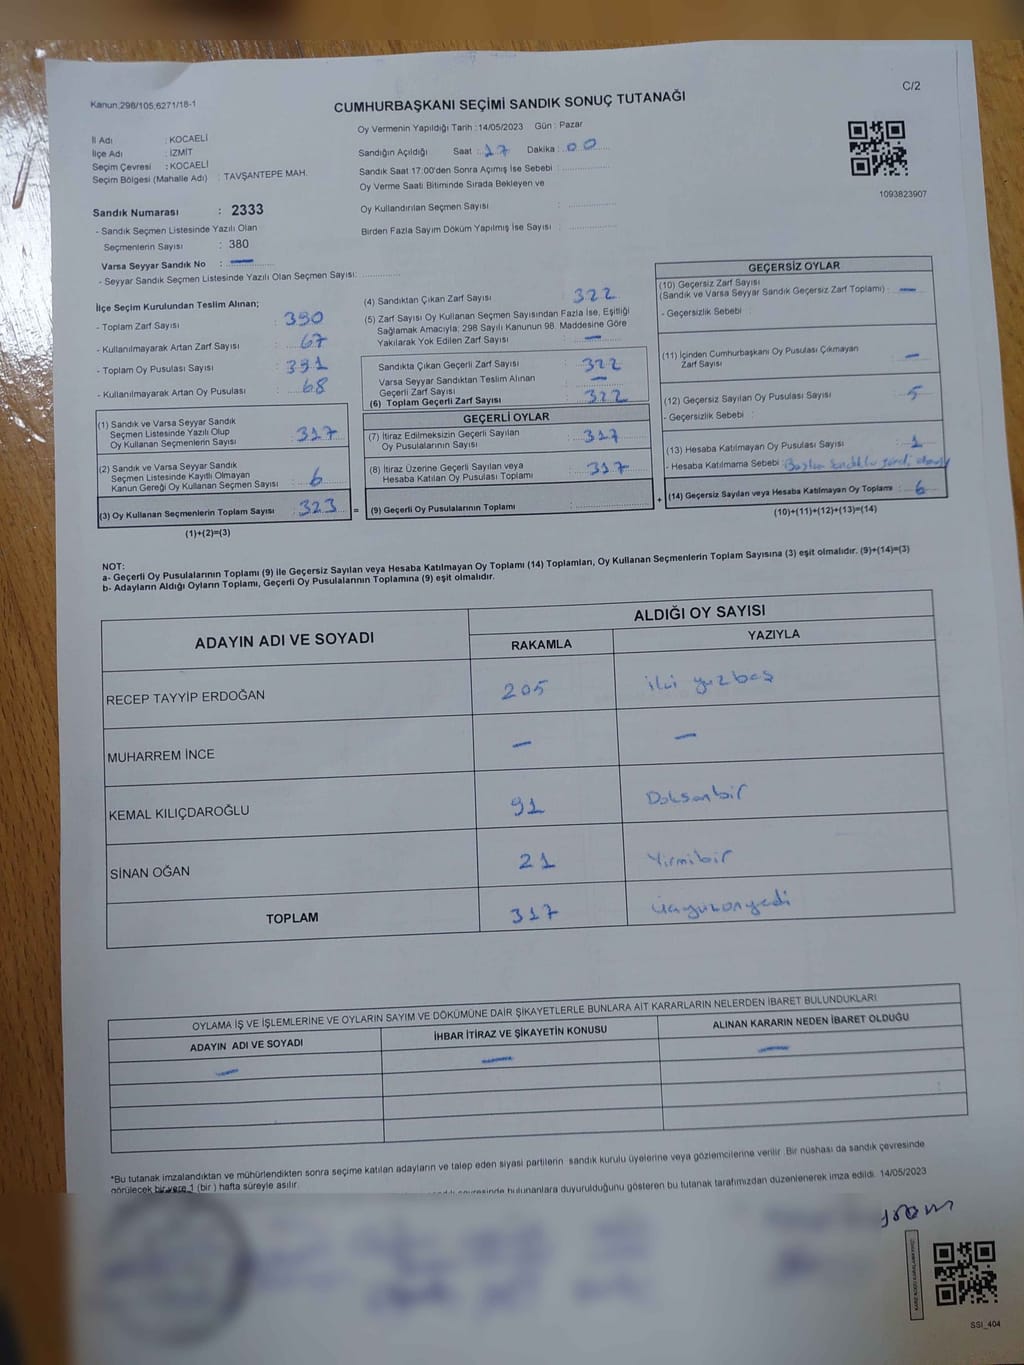 Kanun;298/105;6271/18-1
C/2
CUMHURBAŞKANI SEÇİMİ SANDIK SONUÇ TUTANAĞI
İl Adı : KOCAELİ
İlçe Adı : İZMİT
Seçim Çevresi : KOCAELİ
Seçim Bölgesi (Mahalle Adı) : TAVŞANTEPE MAH.
Oy Vermenin Yapıldığı Tarih : 14/05/2023 Gün : Pazar
Sandığın Açıldığı Saat : 17 Dakika : 00
Sandık Saat 17.00'den Sonra Açımış İse Sebebi :
Oy Verme Saati Bitiminde Sırada Bekleyen ve
Oy Kullandırılan Seçmen Sayısı :
Birden Fazla Sayım Döküm Yapılmış İse Sayısı :
1093823907
Sandık Numarası : 2333
- Sandık Seçmen Listesinde Yazılı Olan
Seçmenlerin Sayısı : 380
Varsa Seyyar Sandık No : —
- Seyyar Sandık Seçmen Listesinde Yazılı Olan Seçmen Sayısı:
İlçe Seçim Kurulundan Teslim Alınan;
- Toplam Zarf Sayısı : 390
- Kullanılmayarak Artan Zarf Sayısı : 67
- Toplam Oy Pusulası Sayısı : 391
- Kullanılmayarak Artan Oy Pusulası : 68
(1) Sandık ve Varsa Seyyar Sandık
Seçmen Listesinde Yazılı Olup
Oy Kullanan Seçmenlerin Sayısı : 317
(2) Sandık ve Varsa Seyyar Sandık
Seçmen Listesinde Kayıtlı Olmayan
Kanun Gereği Oy Kullanan Seçmen Sayısı : 6
(3) Oy Kullanan Seçmenlerin Toplam Sayısı : 323
(1)+(2)=(3)
(4) Sandıktan Çıkan Zarf Sayısı : 322
(5) Zarf Sayısı Oy Kullanan Seçmen Sayısından Fazla İse, Eşitliği
Sağlamak Amacıyla; 298 Sayılı Kanunun 98. Maddesine Göre
Yakılarak Yok Edilen Zarf Sayısı : —
Sandıkta Çıkan Geçerli Zarf Sayısı : 322
Varsa Seyyar Sandıktan Teslim Alınan
Geçerli Zarf Sayısı : —
(6) Toplam Geçerli Zarf Sayısı : 322
GEÇERLİ OYLAR
(7) İtiraz Edilmeksizin Geçerli Sayılan
Oy Pusulalarının Sayısı : 317
(8) İtiraz Üzerine Geçerli Sayılan veya
Hesaba Katılan Oy Pusulası Toplamı : 317
= (9) Geçerli Oy Pusulalarının Toplamı : +
GEÇERSİZ OYLAR
(10) Geçersiz Zarf Sayısı
(Sandık ve Varsa Seyyar Sandık Geçersiz Zarf Toplamı) : —
- Geçersizlik Sebebi :
(11) İçinden Cumhurbaşkanı Oy Pusulası Çıkmayan
Zarf Sayısı : —
(12) Geçersiz Sayılan Oy Pusulası Sayısı : 5
- Geçersizlik Sebebi :
(13) Hesaba Katılmayan Oy Pusulası Sayısı : 1
- Hesaba Katılmama Sebebi :
(14) Geçersiz Sayılan veya Hesaba Katılmayan Oy Toplamı : 6
(10)+(11)+(12)+(13)=(14)
NOT:
a- Geçerli Oy Pusulalarının Toplamı (9) ile Geçersiz Sayılan veya Hesaba Katılmayan Oy Toplamı (14) Toplamları, Oy Kullanan Seçmenlerin Toplam Sayısına (3) eşit olmalıdır. (9)+(14)=(3)
b- Adayların Aldığı Oyların Toplamı, Geçerli Oy Pusulalarının Toplamına (9) eşit olmalıdır.
ADAYIN ADI VE SOYADI ALDIĞI OY SAYISI
RAKAMLA YAZIYLA
RECEP TAYYİP ERDOĞAN 205 iki yüzbeş
MUHARREM İNCE — —
KEMAL KILIÇDAROĞLU 91 Doksanbir
SİNAN OĞAN 21 Yirmibir
TOPLAM 317 üçyüzonyedi
OYLAMA İŞ VE İŞLEMLERİNE VE OYLARIN SAYIM VE DÖKÜMÜNE DAİR ŞİKAYETLERLE BUNLARA AİT KARARLARIN NELERDEN İBARET BULUNDUKLARI
ADAYIN ADI VE SOYADI İHBAR İTİRAZ VE ŞİKAYETİN KONUSU ALINAN KARARIN NEDEN İBARET OLDUĞU
— — —
*Bu tutanak imzalandıktan ve mühürlendikten sonra seçime katılan adayların ve talep eden siyasi partilerin sandık kurulu üyelerine veya gözlemcilerine verilir. Bir nüshası da sandık çevresinde
görülecek bir yere 1 (bir ) hafta süreyle asılır.
bulunanlara duyurulduğunu gösteren bu tutanak tarafımızdan düzenlenerek imza edildi. 14/05/2023
SSI_404